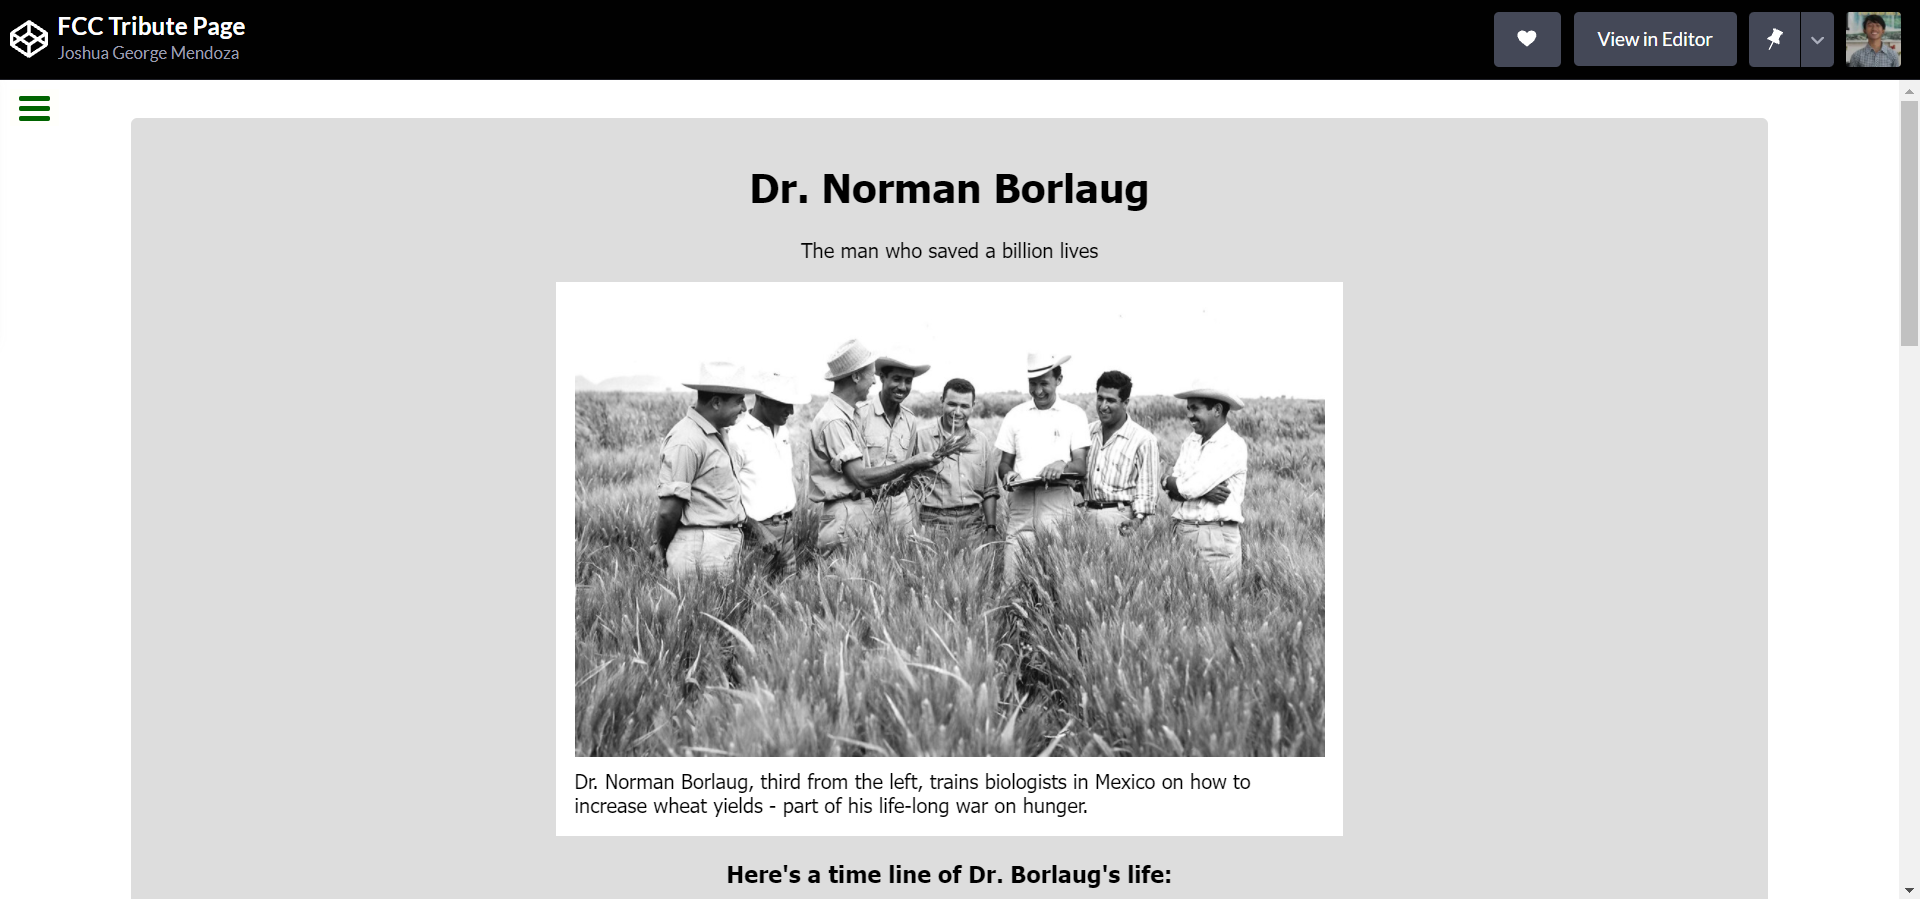 FCC Tribute Page
Joshua George Mendoza
View in Editor
Dr. Norman Borlaug
The man who saved a billion lives
Dr. Norman Borlaug, third from the left, trains biologists in Mexico on how to
increase wheat yields - part of his life-long war on hunger.
Here's a time line of Dr. Borlaug's life: